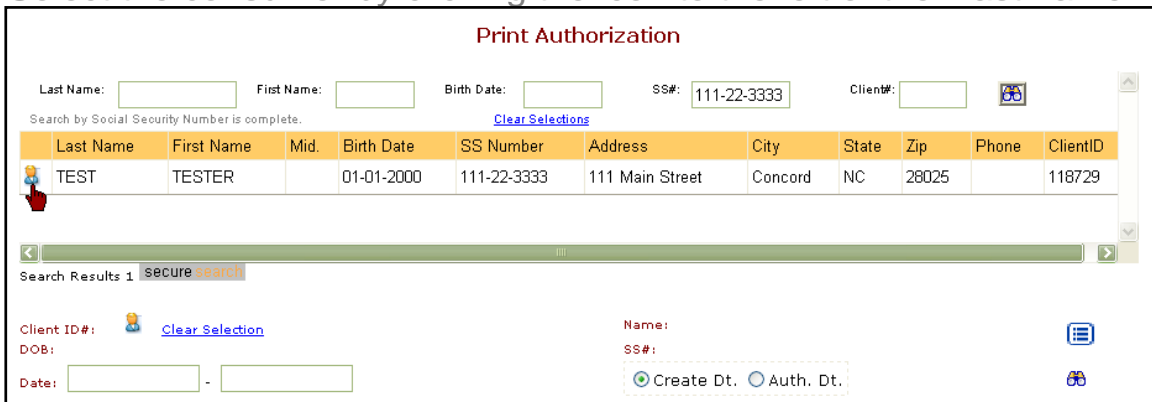 Print Authorization
Last Name: First Name: Birth Date: SS#: 111-22-3333 Client#:
Search by Social Security Number is complete. Clear Selections
Last Name First Name Mid. Birth Date SS Number Address City State Zip Phone ClientID
TEST TESTER 01-01-2000 111-22-3333 111 Main Street Concord NC 28025 118729
Search Results 1 secure search
Client ID#: Clear Selection Name:
DOB: SS#:
Date: - Create Dt. Auth. Dt.